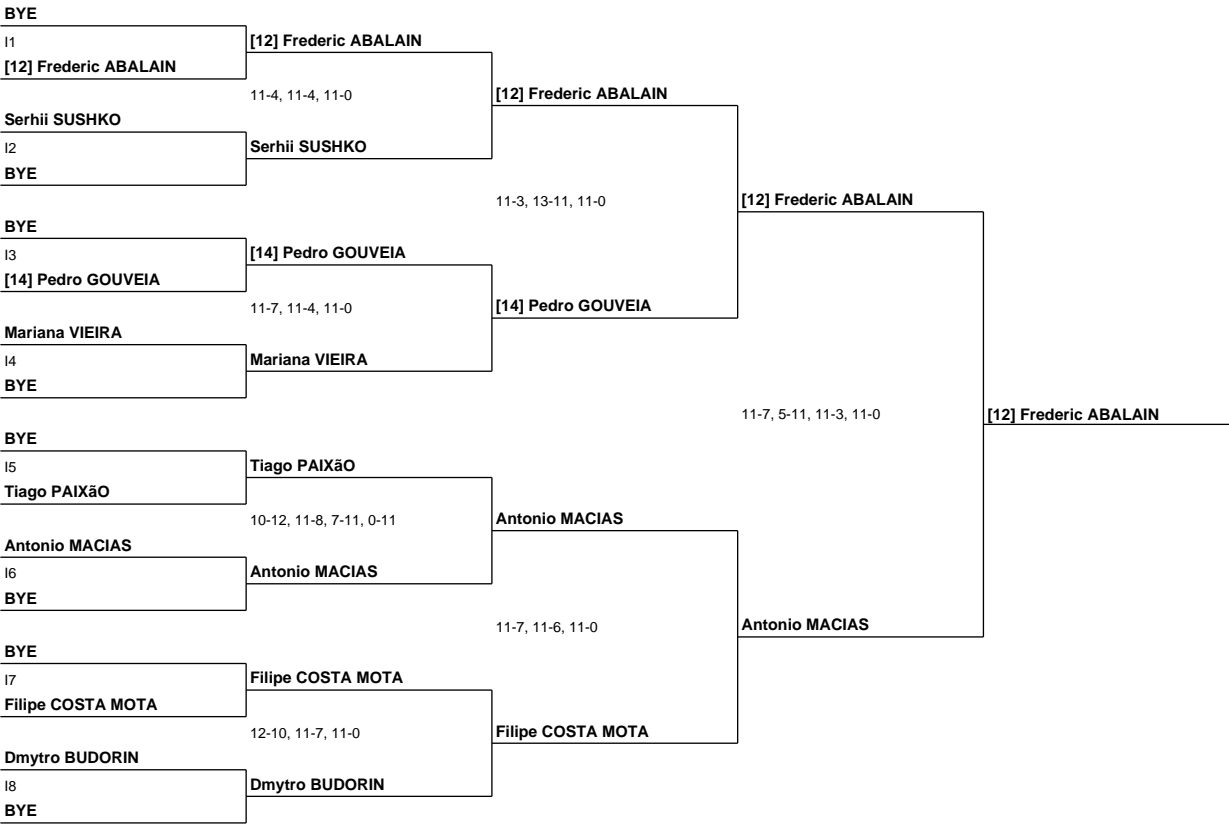 BYE
I1
[12] Frederic ABALAIN
[12] Frederic ABALAIN
11-4, 11-4, 11-0
[12] Frederic ABALAIN
Serhii SUSHKO
I2
Serhii SUSHKO
BYE
11-3, 13-11, 11-0
[12] Frederic ABALAIN
BYE
I3
[14] Pedro GOUVEIA
[14] Pedro GOUVEIA
11-7, 11-4, 11-0
[14] Pedro GOUVEIA
Mariana VIEIRA
I4
Mariana VIEIRA
BYE
11-7, 5-11, 11-3, 11-0
[12] Frederic ABALAIN
BYE
I5
Tiago PAIXãO
Tiago PAIXãO
10-12, 11-8, 7-11, 0-11
Antonio MACIAS
Antonio MACIAS
I6
Antonio MACIAS
BYE
11-7, 11-6, 11-0
Antonio MACIAS
BYE
I7
Filipe COSTA MOTA
Filipe COSTA MOTA
12-10, 11-7, 11-0
Filipe COSTA MOTA
Dmytro BUDORIN
I8
Dmytro BUDORIN
BYE